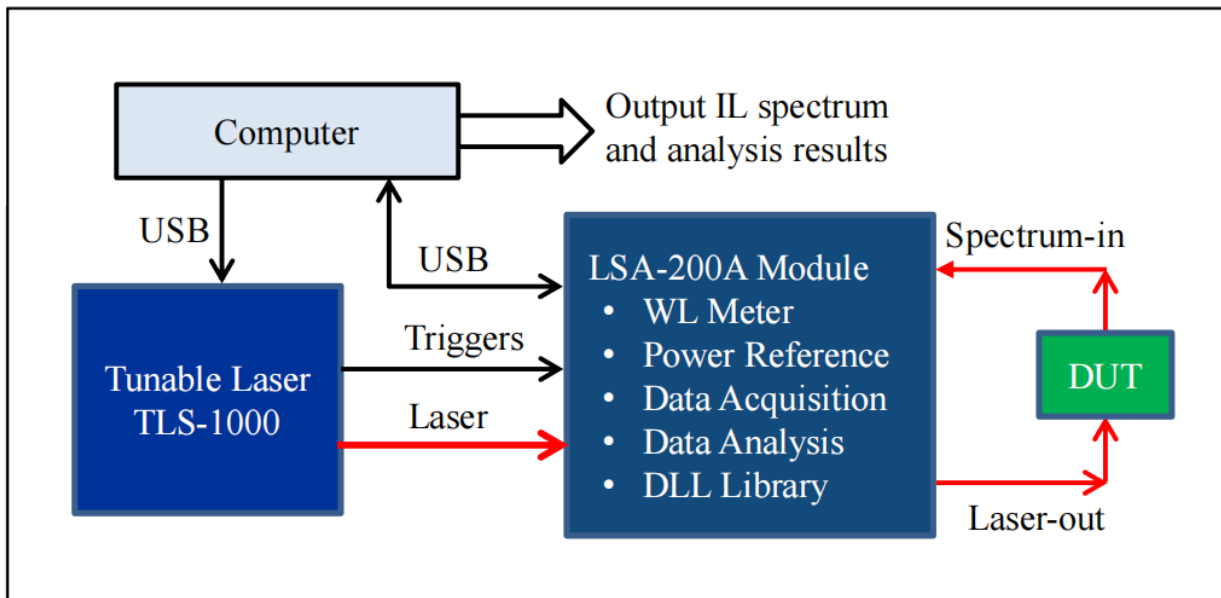 Computer
Output IL spectrum
and analysis results
USB
USB
Tunable Laser
TLS-1000
Triggers
Laser
LSA-200A Module
• WL Meter
• Power Reference
• Data Acquisition
• Data Analysis
• DLL Library
Spectrum-in
DUT
Laser-out